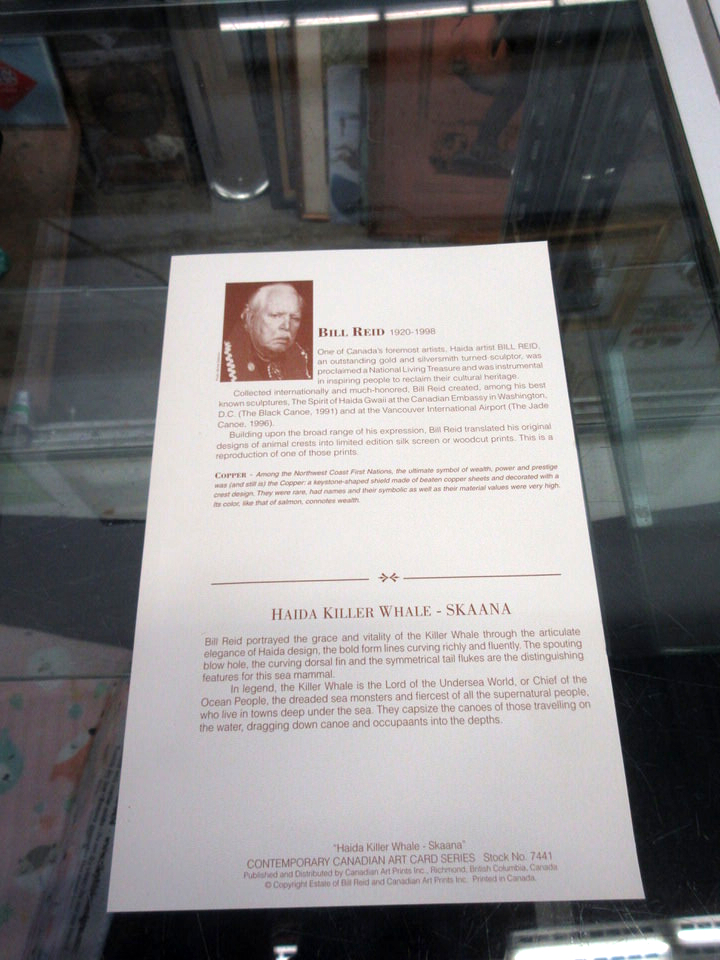 BILL REID 1920-1998
One of Canada's foremost artists, Haida artist BILL REID,
an outstanding gold and silversmith turned sculptor, was
proclaimed a National Living Treasure and was instrumental
in inspiring people to reclaim their cultural heritage.
Collected internationally and much-honored, Bill Reid created, among his best
known sculptures, The Spirit of Haida Gwaii at the Canadian Embassy in Washington,
D.C. (The Black Canoe, 1991) and at the Vancouver International Airport (The Jade
Canoe, 1996).
Building upon the broad range of his expression, Bill Reid translated his original
designs of animal crests into limited edition silk screen or woodcut prints. This is a
reproduction of one of those prints.
COPPER - Among the Northwest Coast First Nations, the ultimate symbol of wealth, power and prestige
was (and still is) the Copper: a keystone-shaped shield made of beaten copper sheets and decorated with a
crest design. They were rare, had names and their symbolic as well as their material values were very high.
Its color, like that of salmon, connotes wealth.
HAIDA KILLER WHALE - SKAANA
Bill Reid portrayed the grace and vitality of the Killer Whale through the articulate
elegance of Haida design, the bold form lines curving richly and fluently. The spouting
blow hole, the curving dorsal fin and the symmetrical tail flukes are the distinguishing
features for this sea mammal.
In legend, the Killer Whale is the Lord of the Undersea World, or Chief of the
Ocean People, the dreaded sea monsters and fiercest of all the supernatural people,
who live in towns deep under the sea. They capsize the canoes of those travelling on
the water, dragging down canoe and occupaants into the depths.
"Haida Killer Whale - Skaana"
CONTEMPORARY CANADIAN ART CARD SERIES Stock No. 7441
Published and Distributed by Canadian Art Prints Inc., Richmond, British Columbia, Canada
© Copyright Estate of Bill Reid and Canadian Art Prints Inc. Printed in Canada.